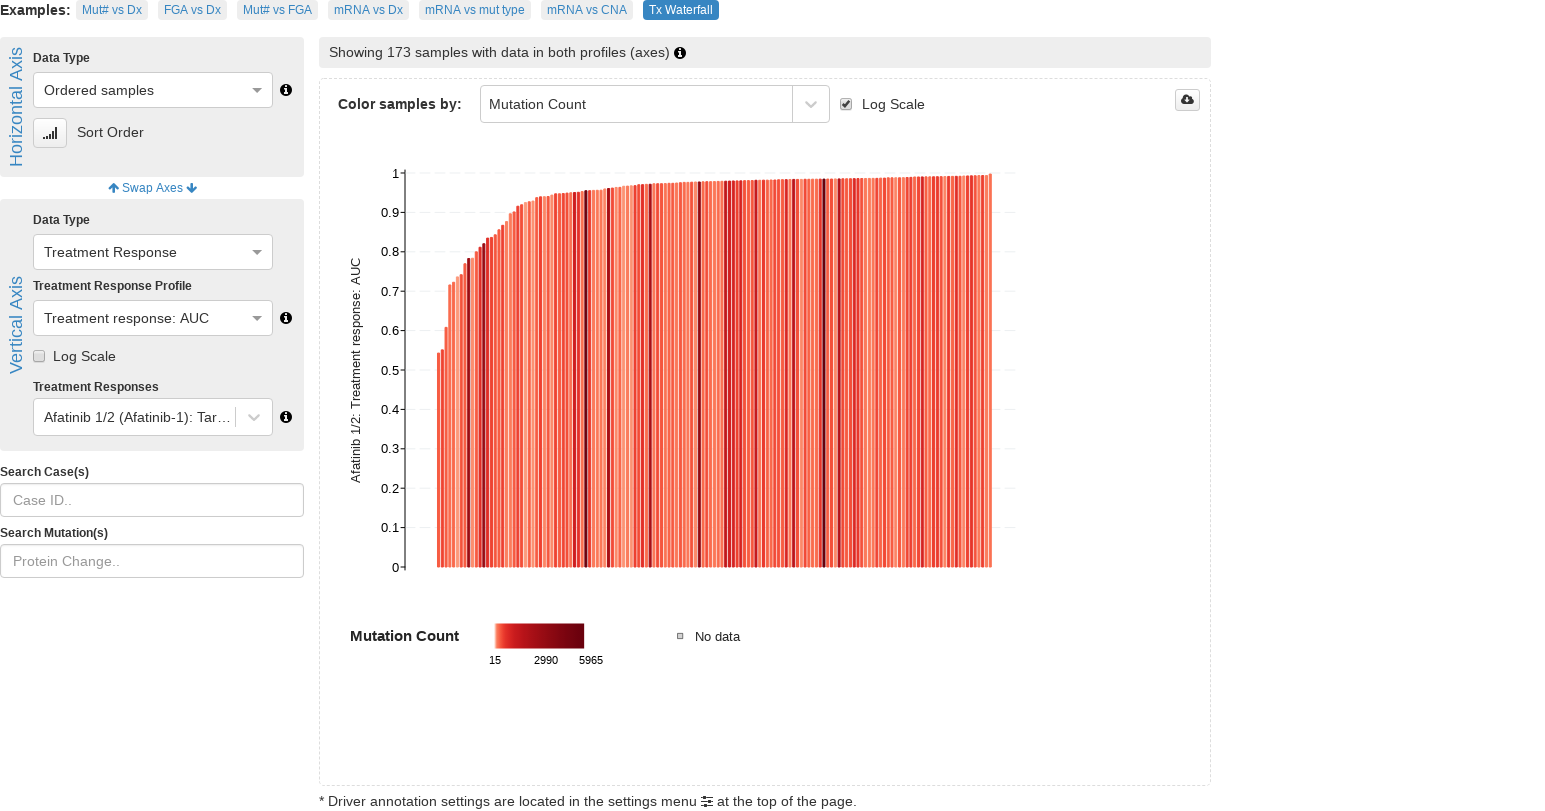 Examples: Mut# vs Dx FGA vs Dx Mut# vs FGA mRNA vs Dx mRNA vs mut type mRNA vs CNA Tx Waterfall
Horizontal Axis
Data Type
Ordered samples
Sort Order
Swap Axes
Vertical Axis
Data Type
Treatment Response
Treatment Response Profile
Treatment response: AUC
Log Scale
Treatment Responses
Afatinib 1/2 (Afatinib-1): Tar…
Search Case(s)
Case ID..
Search Mutation(s)
Protein Change..
Showing 173 samples with data in both profiles (axes)
Color samples by: Mutation Count Log Scale
Afatinib 1/2: Treatment response: AUC
1
0.9
0.8
0.7
0.6
0.5
0.4
0.3
0.2
0.1
0
Mutation Count No data
15 2990 5965
* Driver annotation settings are located in the settings menu at the top of the page.